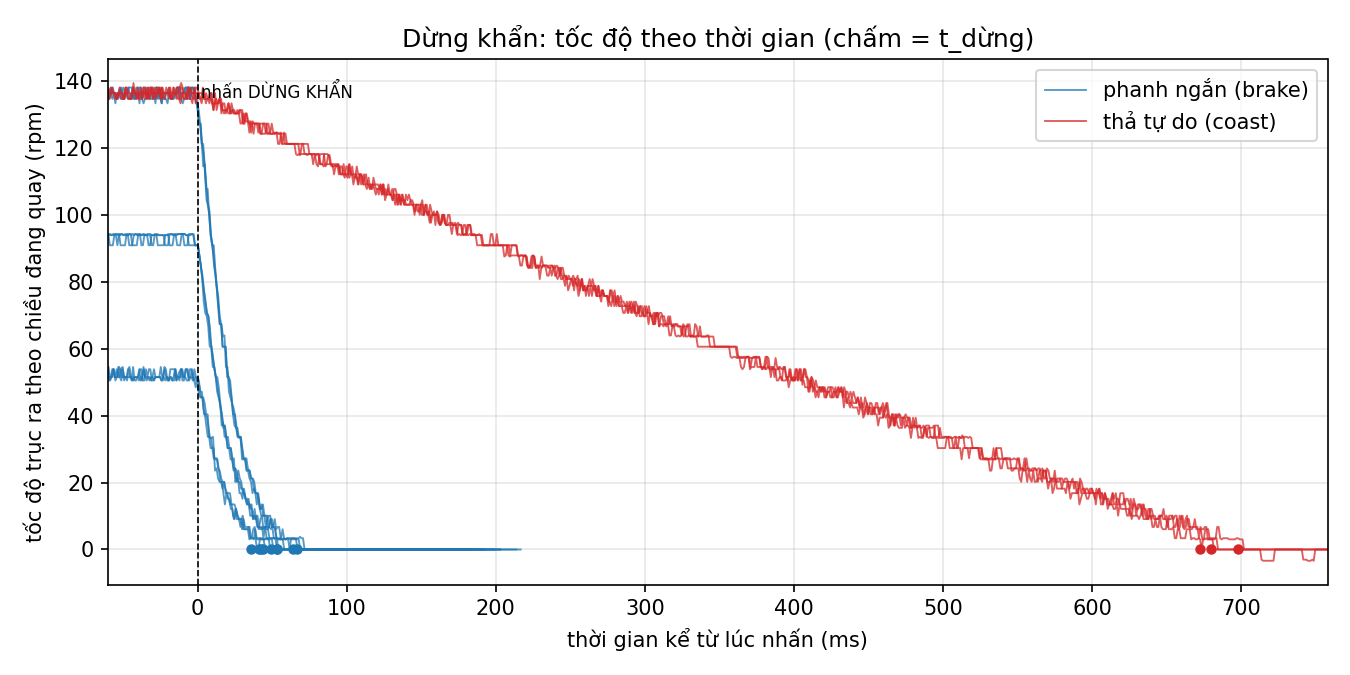 Dừng khẩn: tốc độ theo thời gian (chấm = t_dừng)
nhấn DỪNG KHẨN
phanh ngắn (brake)
thả tự do (coast)
tốc độ trục ra theo chiều đang quay (rpm)
140
120
100
80
60
40
20
0
0 100 200 300 400 500 600 700
thời gian kể từ lúc nhấn (ms)